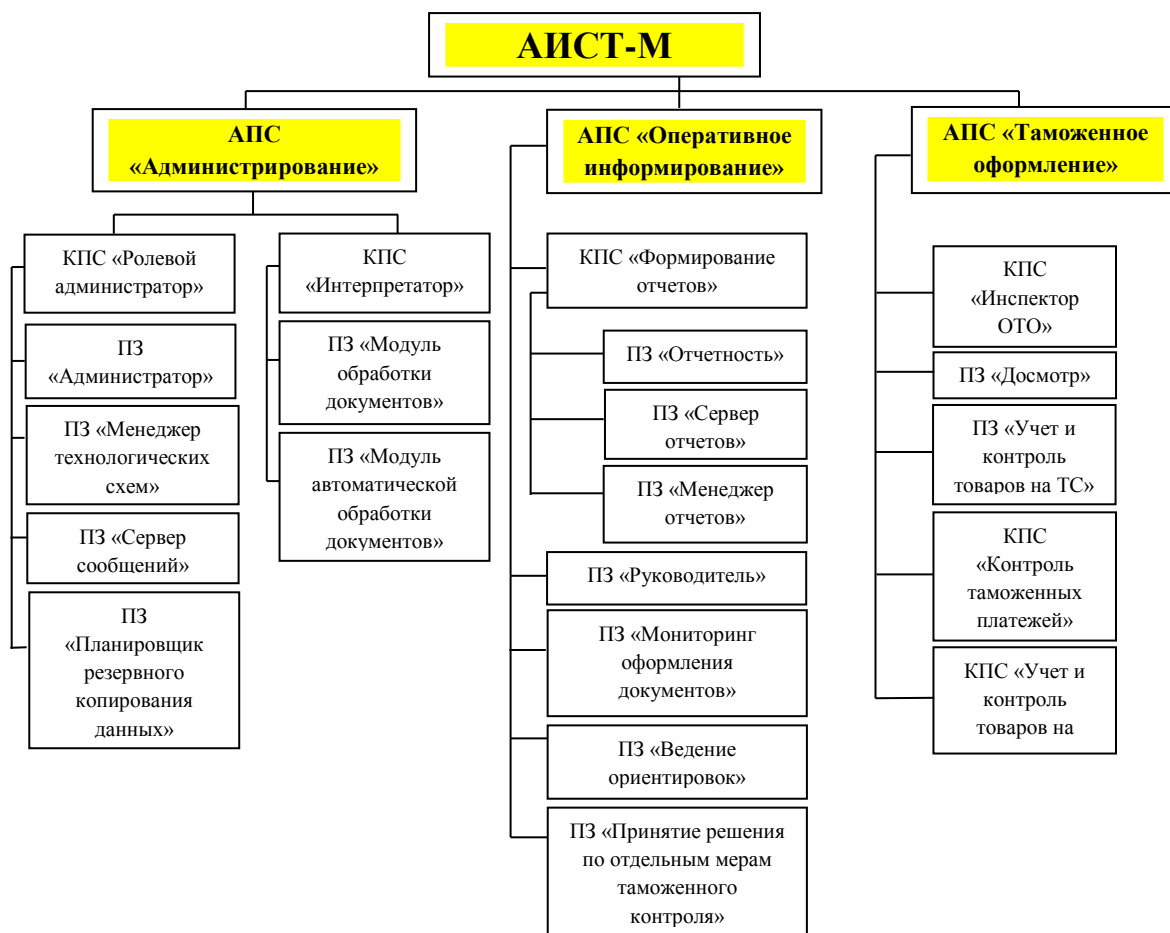 АИСТ-М
АПС
«Администрирование»
КПС «Ролевой
администратор»
ПЗ
«Администратор»
ПЗ «Менеджер
технологических
схем»
ПЗ «Сервер
сообщений»
ПЗ
«Планировщик
резервного
копирования
данных»
КПС
«Интерпретатор»
ПЗ «Модуль
обработки
документов»
ПЗ «Модуль
автоматической
обработки
документов»
АПС «Оперативное
информирование»
КПС «Формирование
отчетов»
ПЗ «Отчетность»
ПЗ «Сервер
отчетов»
ПЗ «Менеджер
отчетов»
ПЗ «Руководитель»
ПЗ «Мониторинг
оформления
документов»
ПЗ «Ведение
ориентировок»
ПЗ «Принятие решения
по отдельным мерам
таможенного
контроля»
АПС «Таможенное
оформление»
КПС
«Инспектор
ОТО»
ПЗ «Досмотр»
ПЗ «Учет и
контроль
товаров на ТС»
КПС
«Контроль
таможенных
платежей»
КПС «Учет и
контроль
товаров на